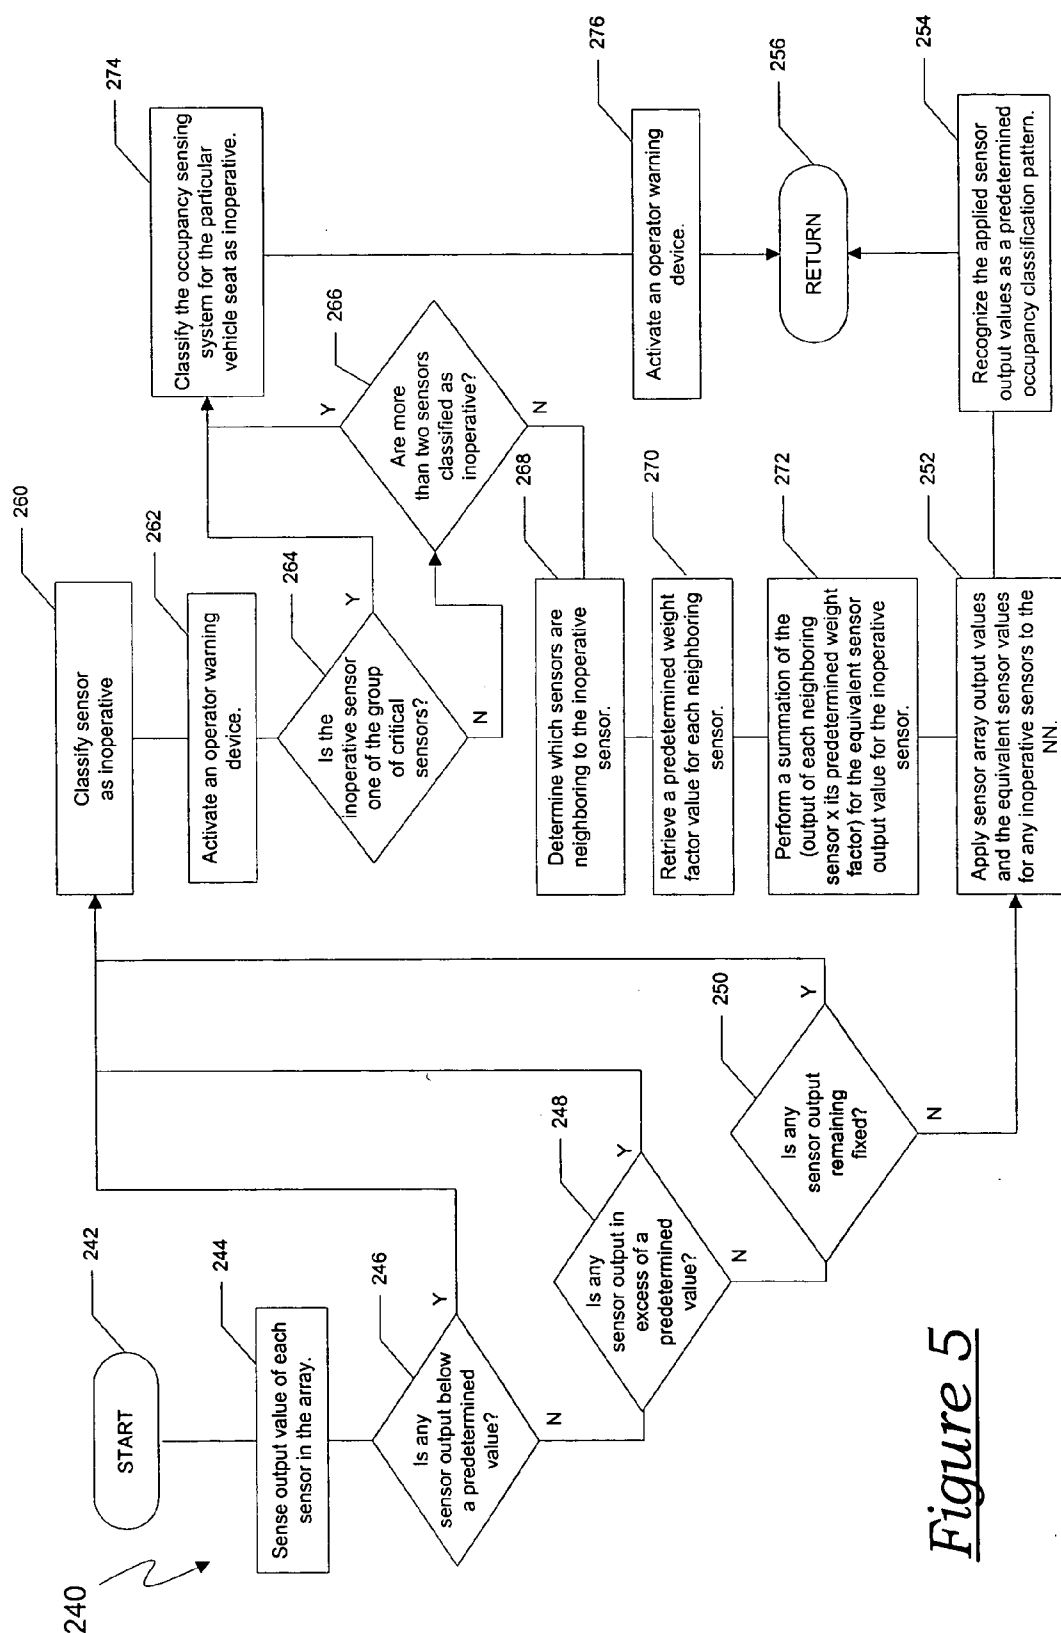 240
START
242
Sense output value of each
sensor in the array.
244
Is any
sensor output below
a predetermined
value?
246
Y
N
Is any
sensor output in
excess of a
predetermined
value?
248
Y
N
Is any
sensor output
remaining
fixed?
250
Y
N
Classify sensor
as inoperative
260
Activate an operator warning
device.
262
Is the
inoperative sensor
one of the group
of critical
sensors?
264
Y
N
Are more
than two sensors
classified as
inoperative?
266
Y
N
Determine which sensors are
neighboring to the inoperative
sensor.
268
Retrieve a predetermined weight
factor value for each neighboring
sensor.
270
Perform a summation of the
(output of each neighboring
sensor x its predetermined weight
factor) for the equivalent sensor
output value for the inoperative
sensor.
272
Apply sensor array output values
and the equivalent sensor values
for any inoperative sensors to the
NN.
252
Classify the occupancy sensing
system for the particular
vehicle seat as inoperative.
274
Activate an operator warning
device.
276
RETURN
256
Recognize the applied sensor
output values as a predetermined
occupancy classification pattern.
254
Figure 5